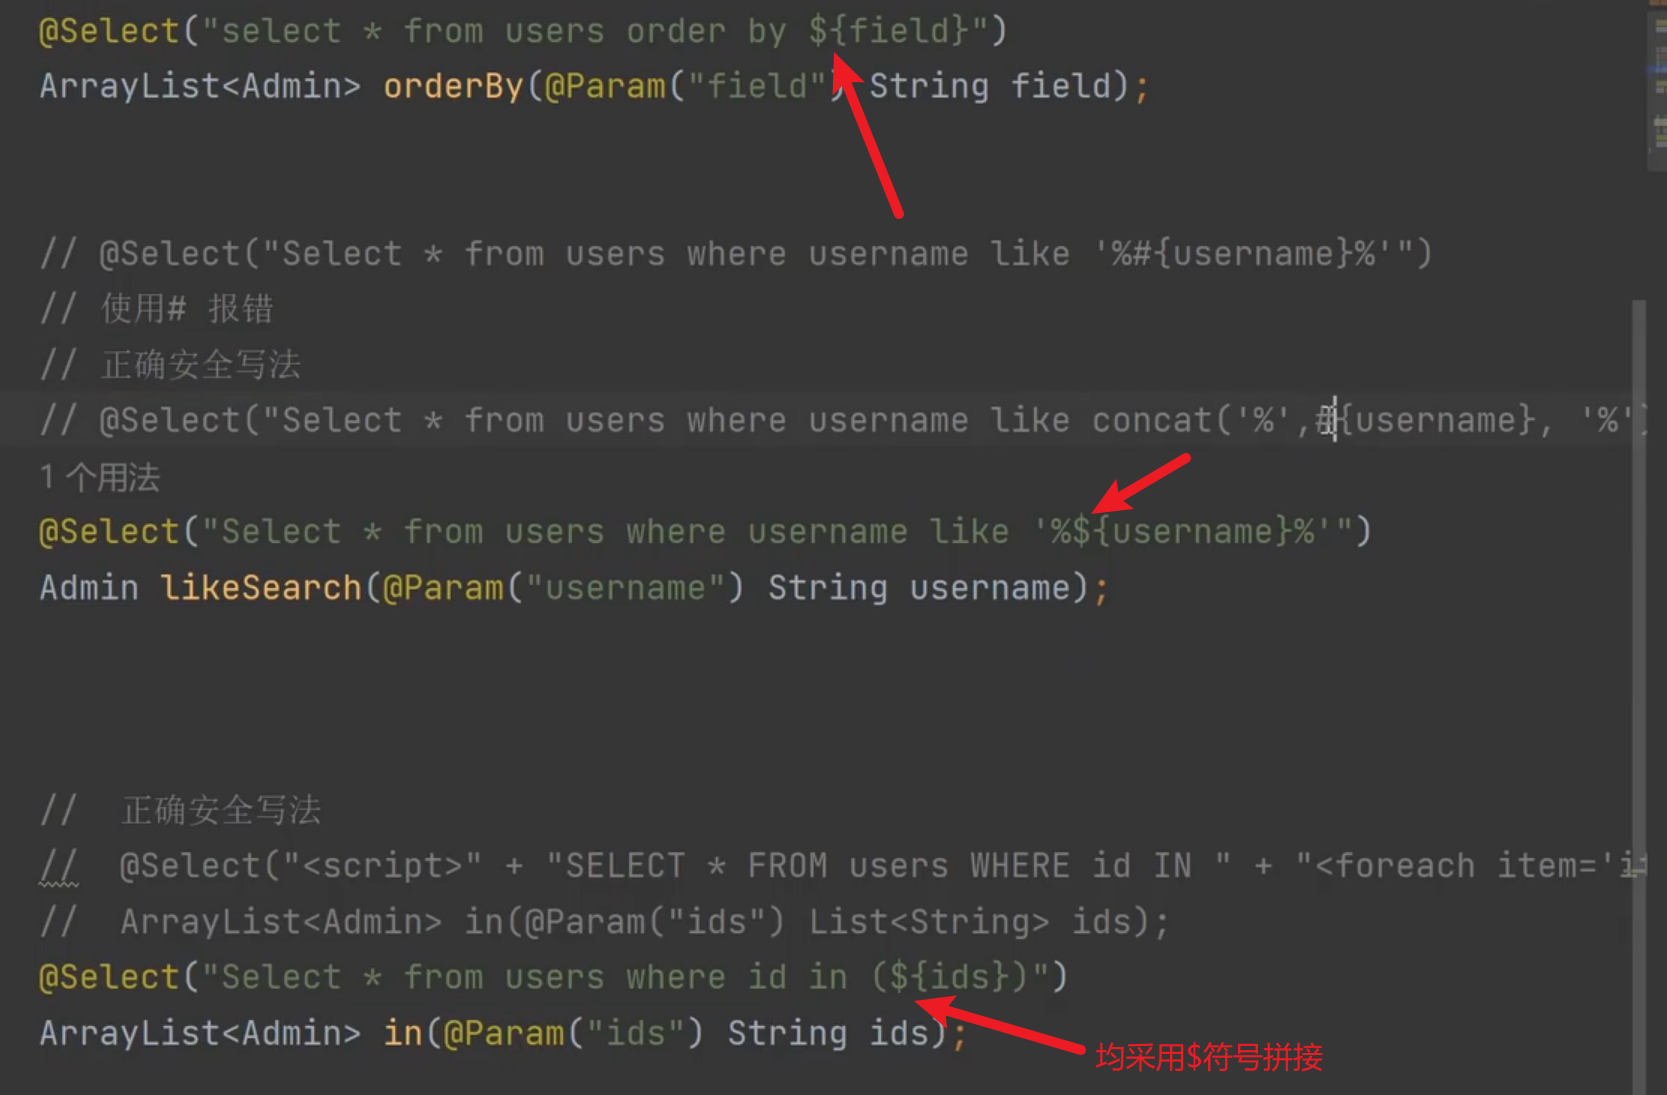 @Select("select * from users order by ${field}")
ArrayList<Admin> orderBy(@Param("field") String field);
// @Select("Select * from users where username like '%#{username}%'")
// 使用# 报错
// 正确安全写法
// @Select("Select * from users where username like concat('%',#{username}, '%')
1 个用法
@Select("Select * from users where username like '%${username}%'")
Admin likeSearch(@Param("username") String username);
// 正确安全写法
// @Select("<script>" + "SELECT * FROM users WHERE id IN " + "<foreach item='it
// ArrayList<Admin> in(@Param("ids") List<String> ids);
@Select("Select * from users where id in (${ids})")
ArrayList<Admin> in(@Param("ids") String ids);
均采用$符号拼接